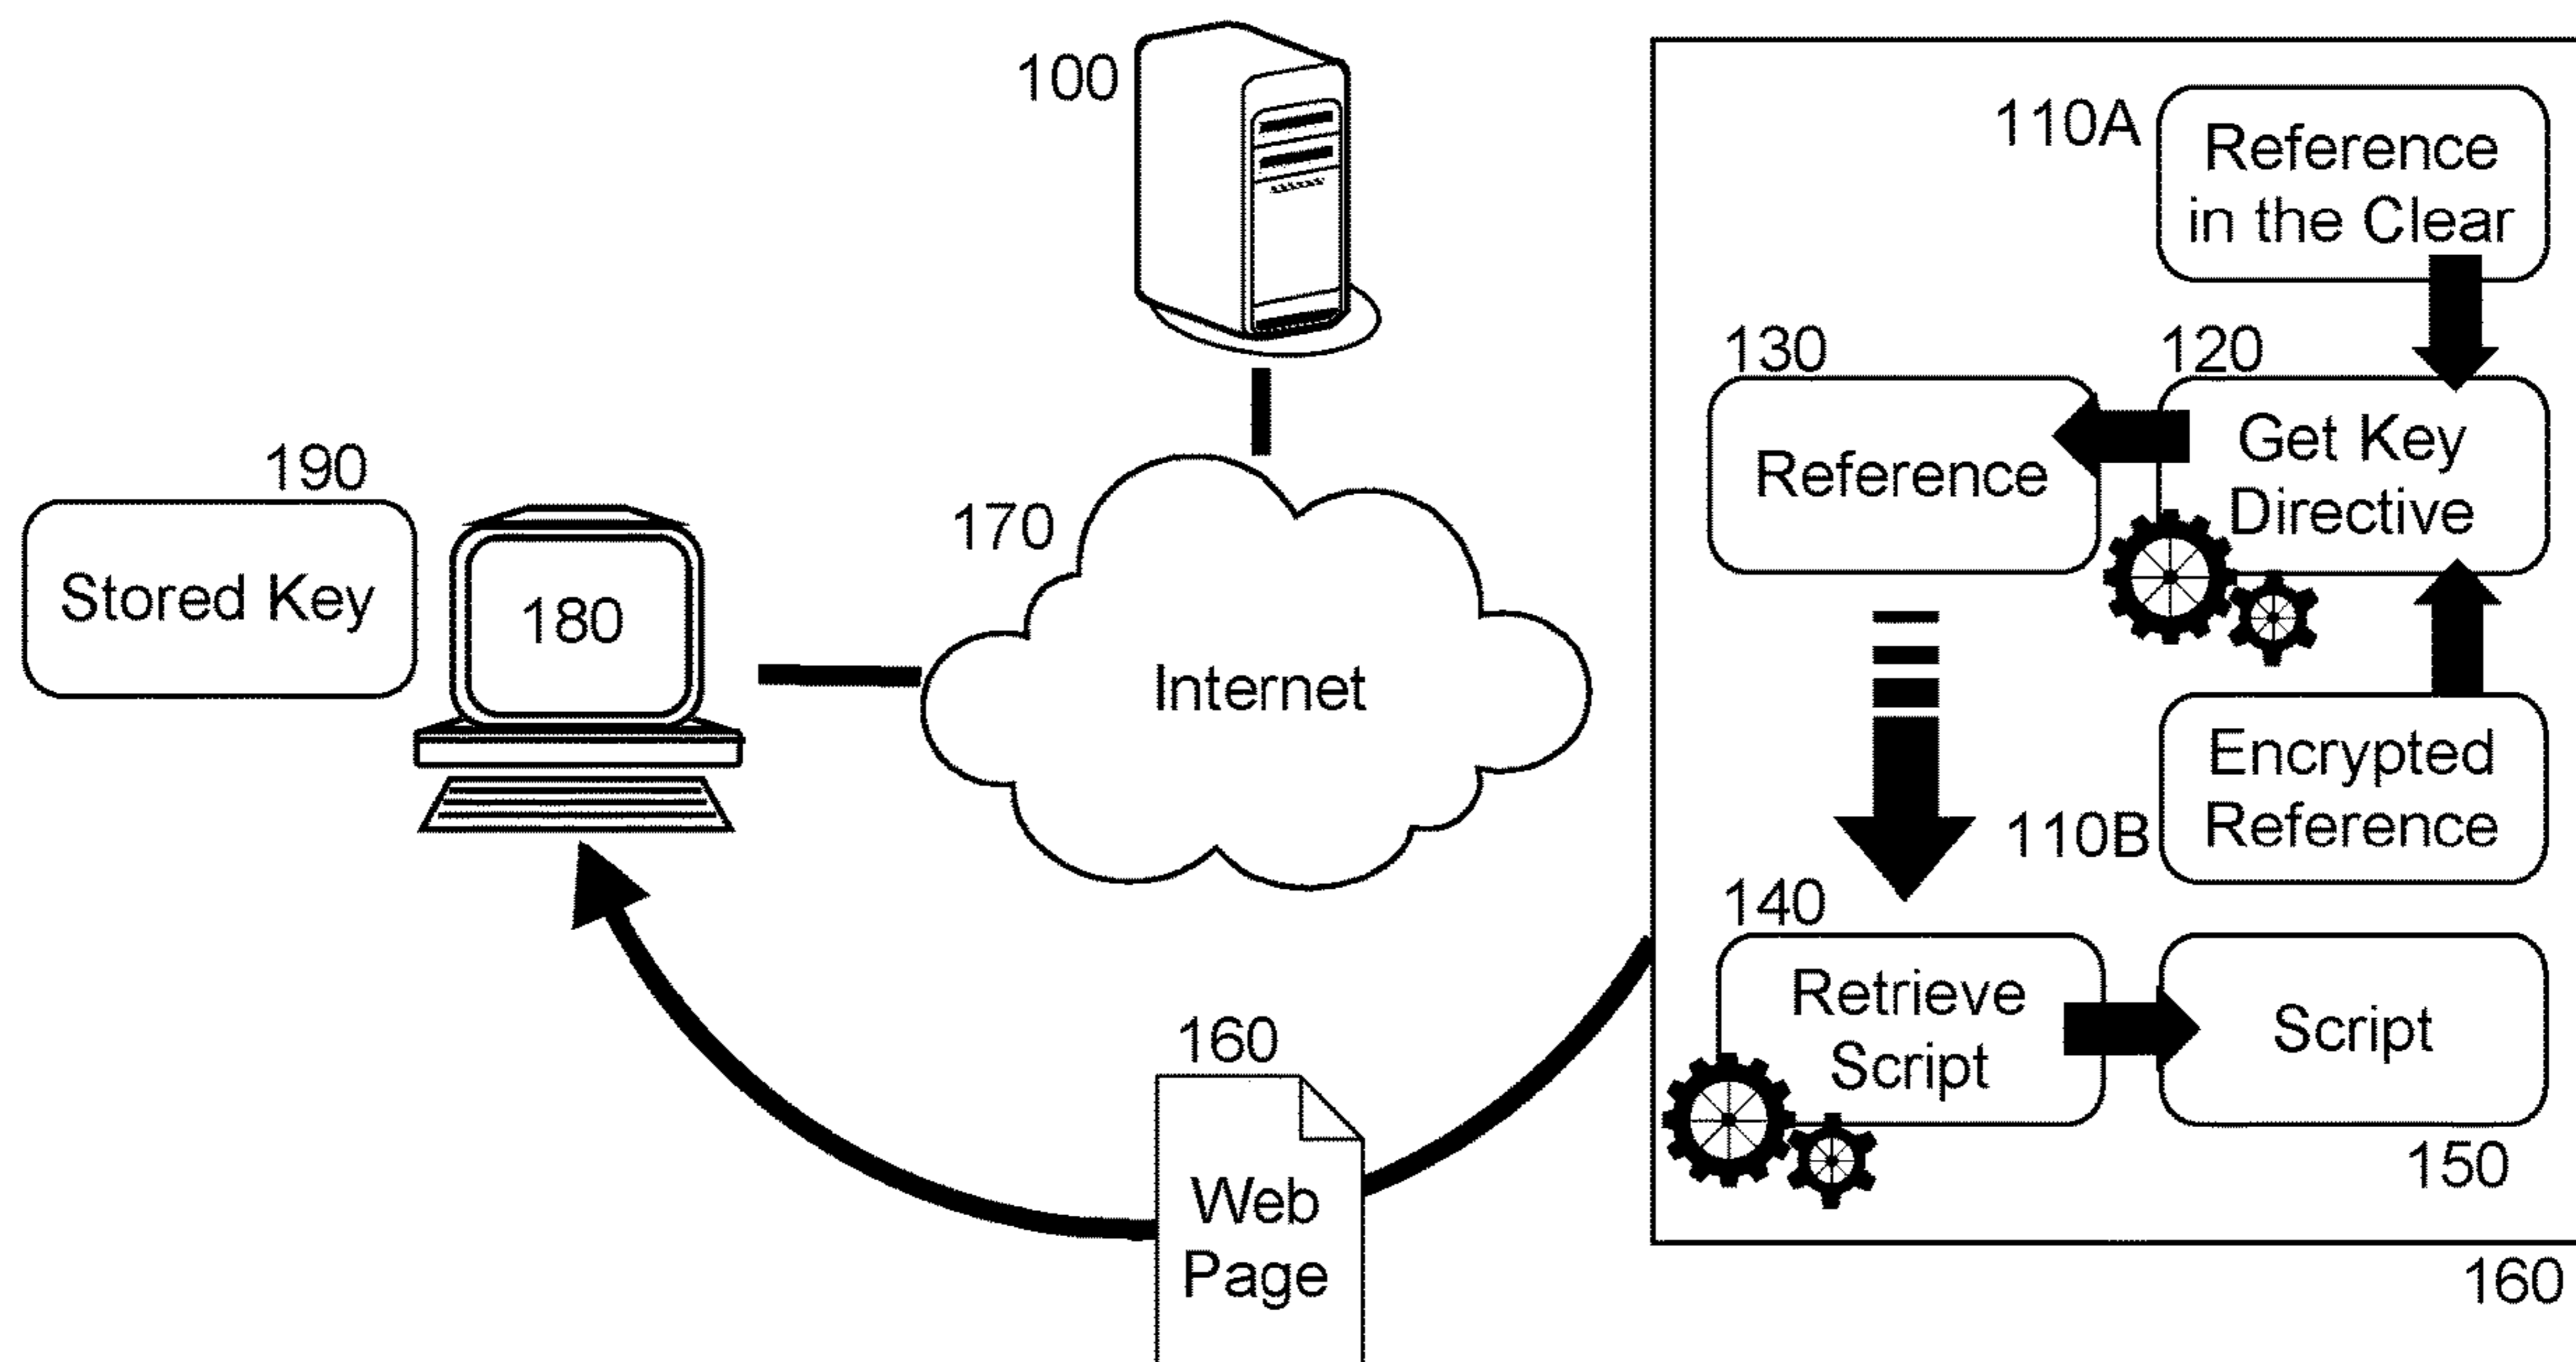 100
110A
Reference
in the Clear
130
120
Reference
Get Key
Directive
190
Stored Key
180
170
Internet
110B
Encrypted
Reference
140
Retrieve
Script
Script
150
160
Web
Page
160